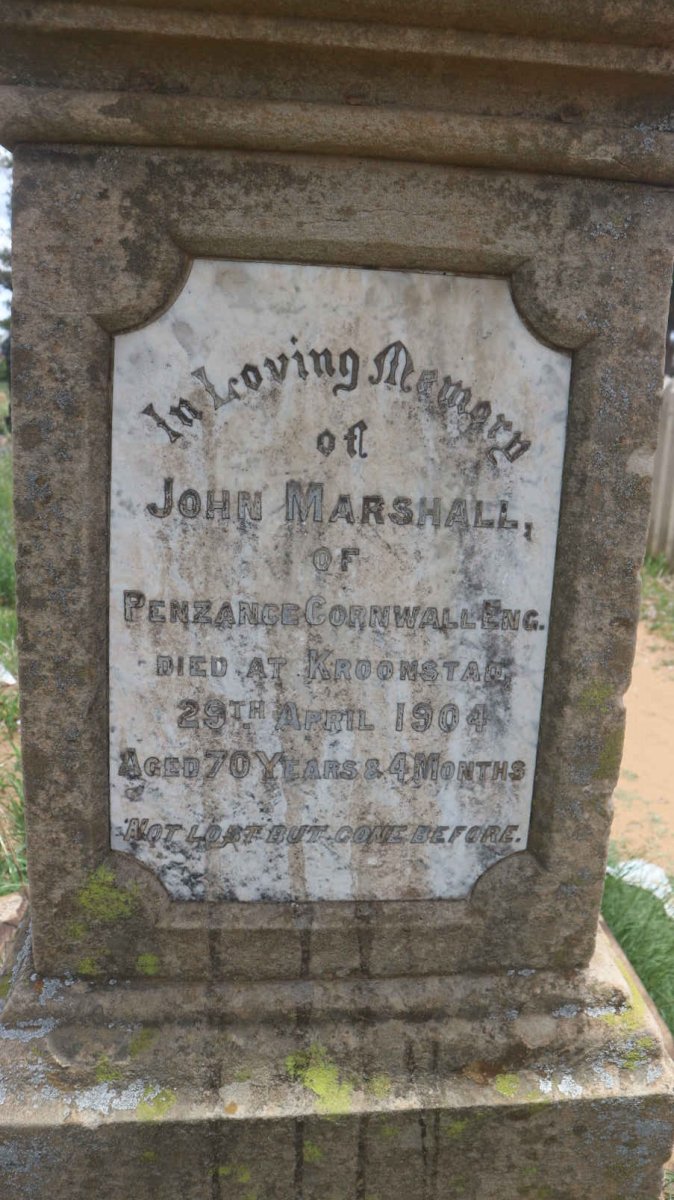 In Loving Memory
of
JOHN MARSHALL,
OF
PENZANCE CORNWALL ENG.
DIED AT KROONSTAD,
29TH APRIL 1904
AGED 70 YEARS & 4 MONTHS
NOT LOST BUT GONE BEFORE.